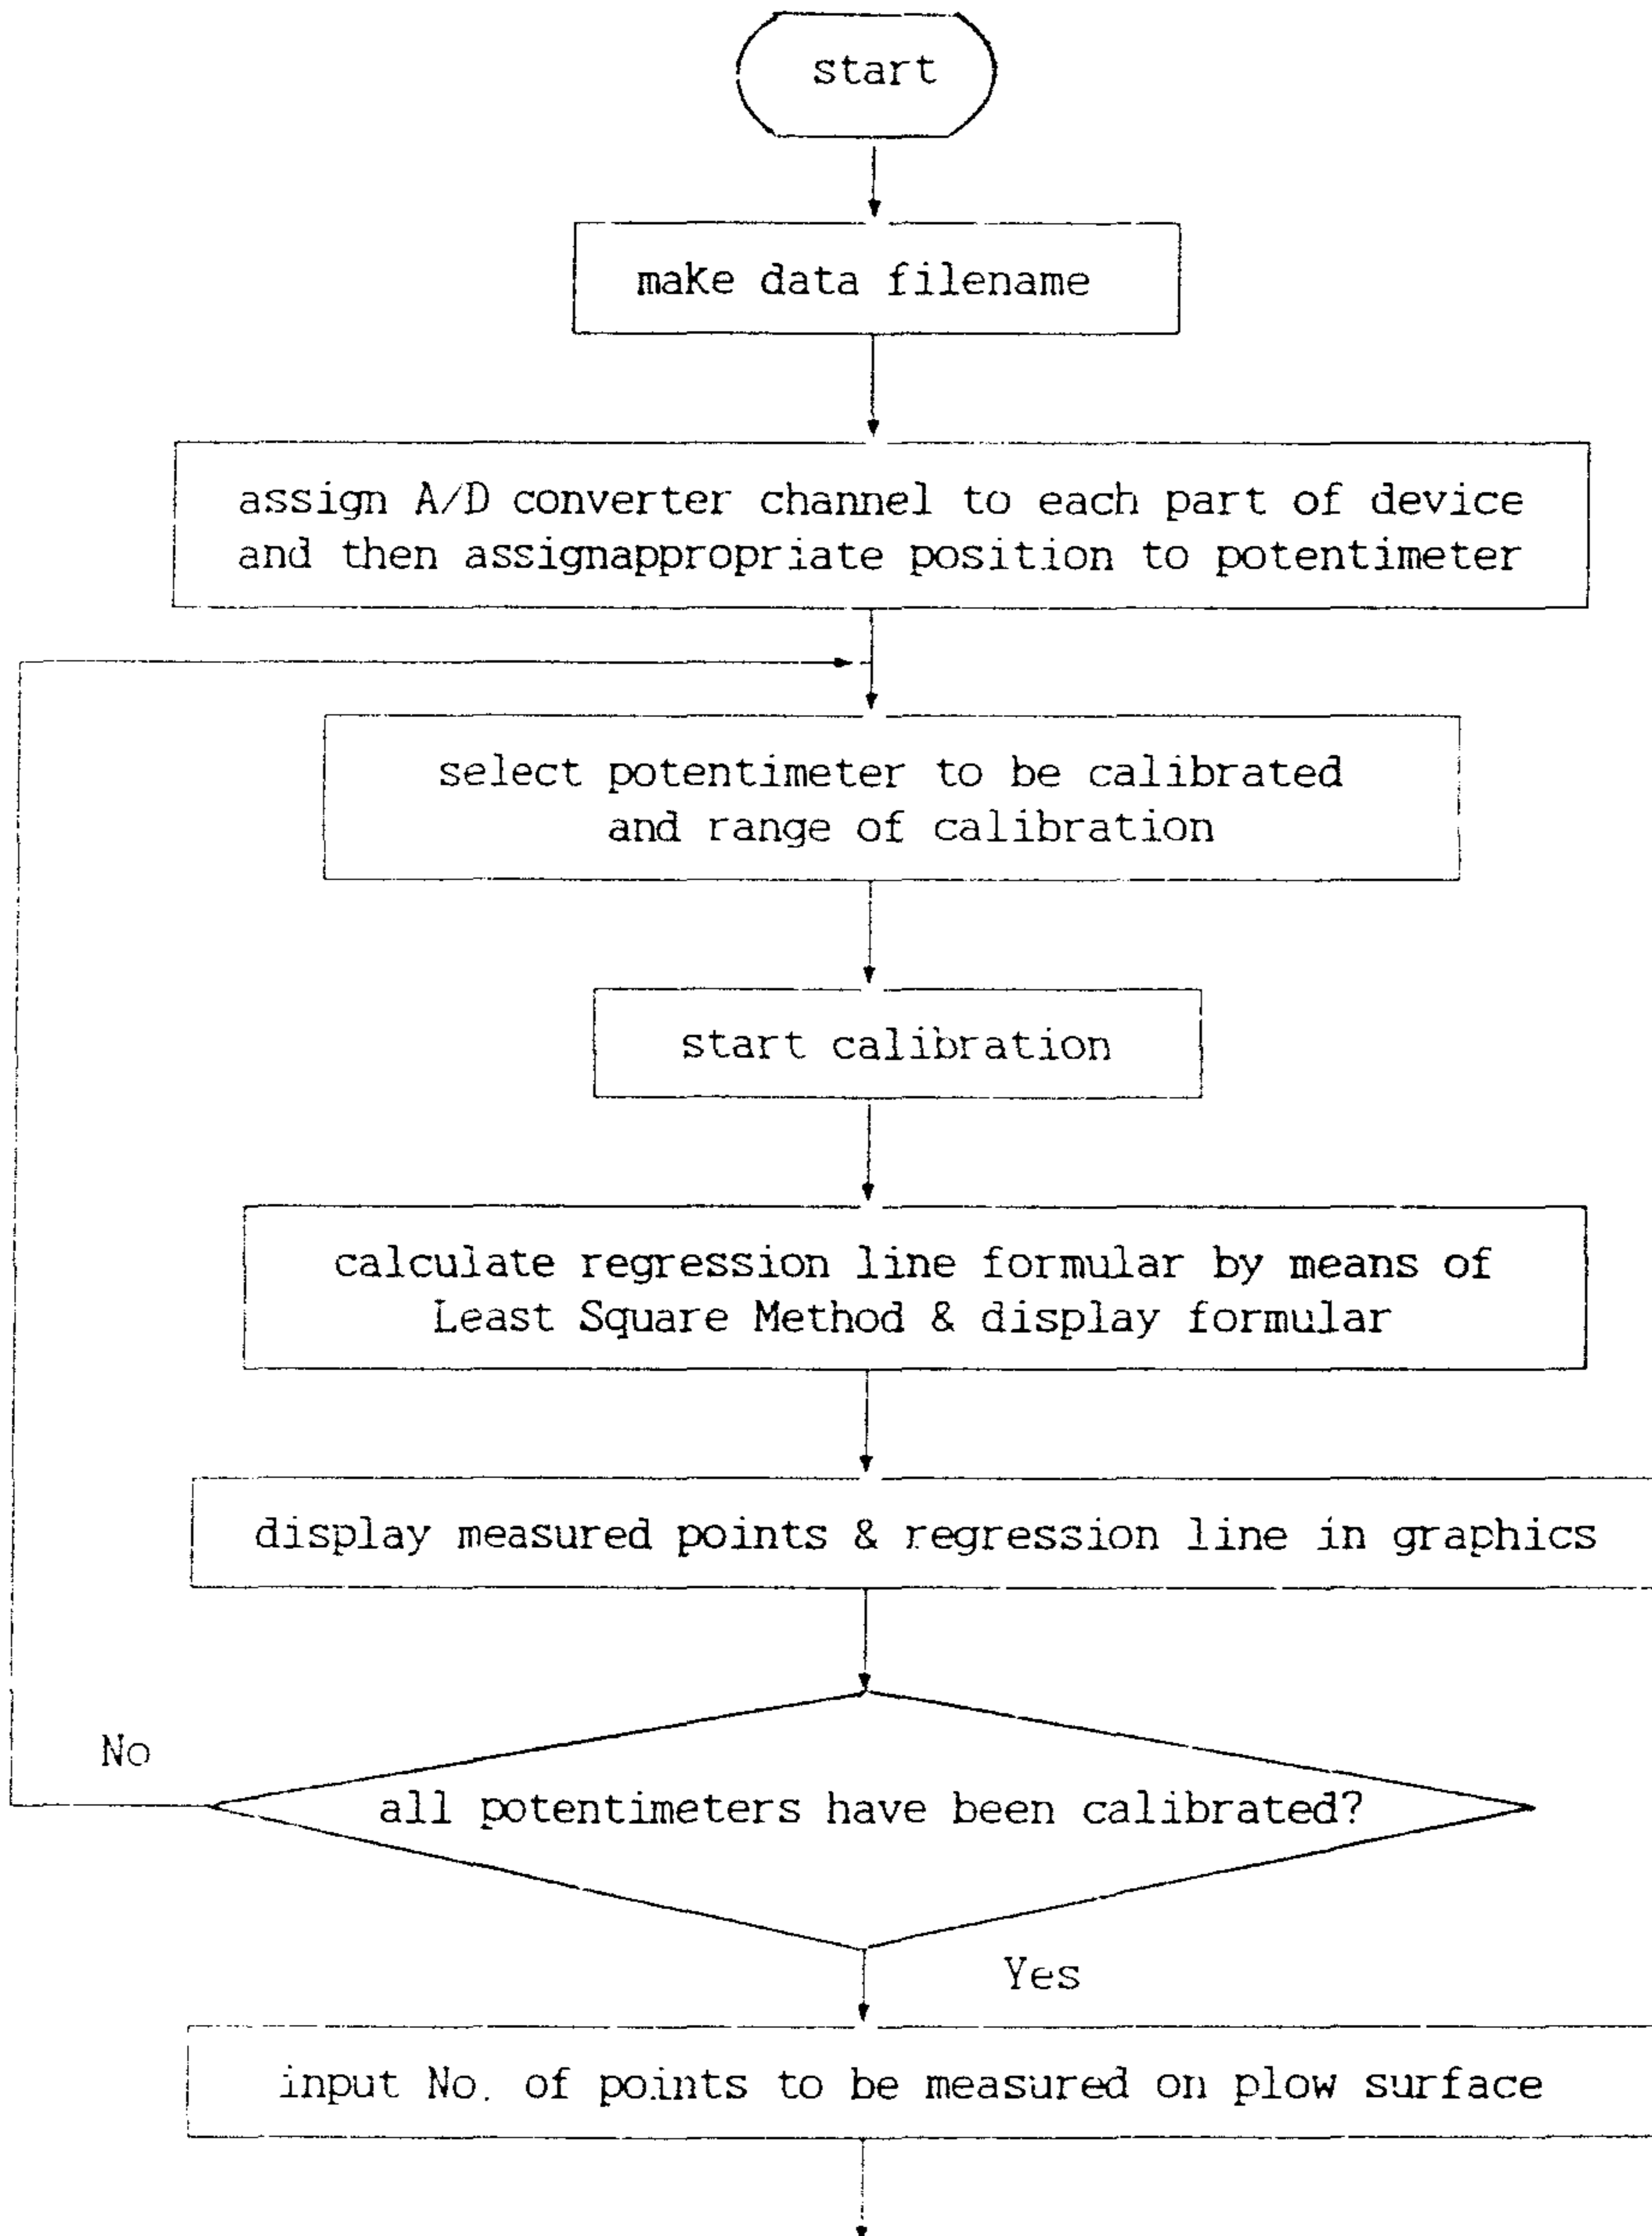 start
make data filename
assign A/D converter channel to each part of device
and then assignappropriate position to potentimeter
select potentimeter to be calibrated
and range of calibration
start calibration
calculate regression line formular by means of
Least Square Method & display formular
display measured points & regression line in graphics
No
all potentimeters have been calibrated?
Yes
input No. of points to be measured on plow surface